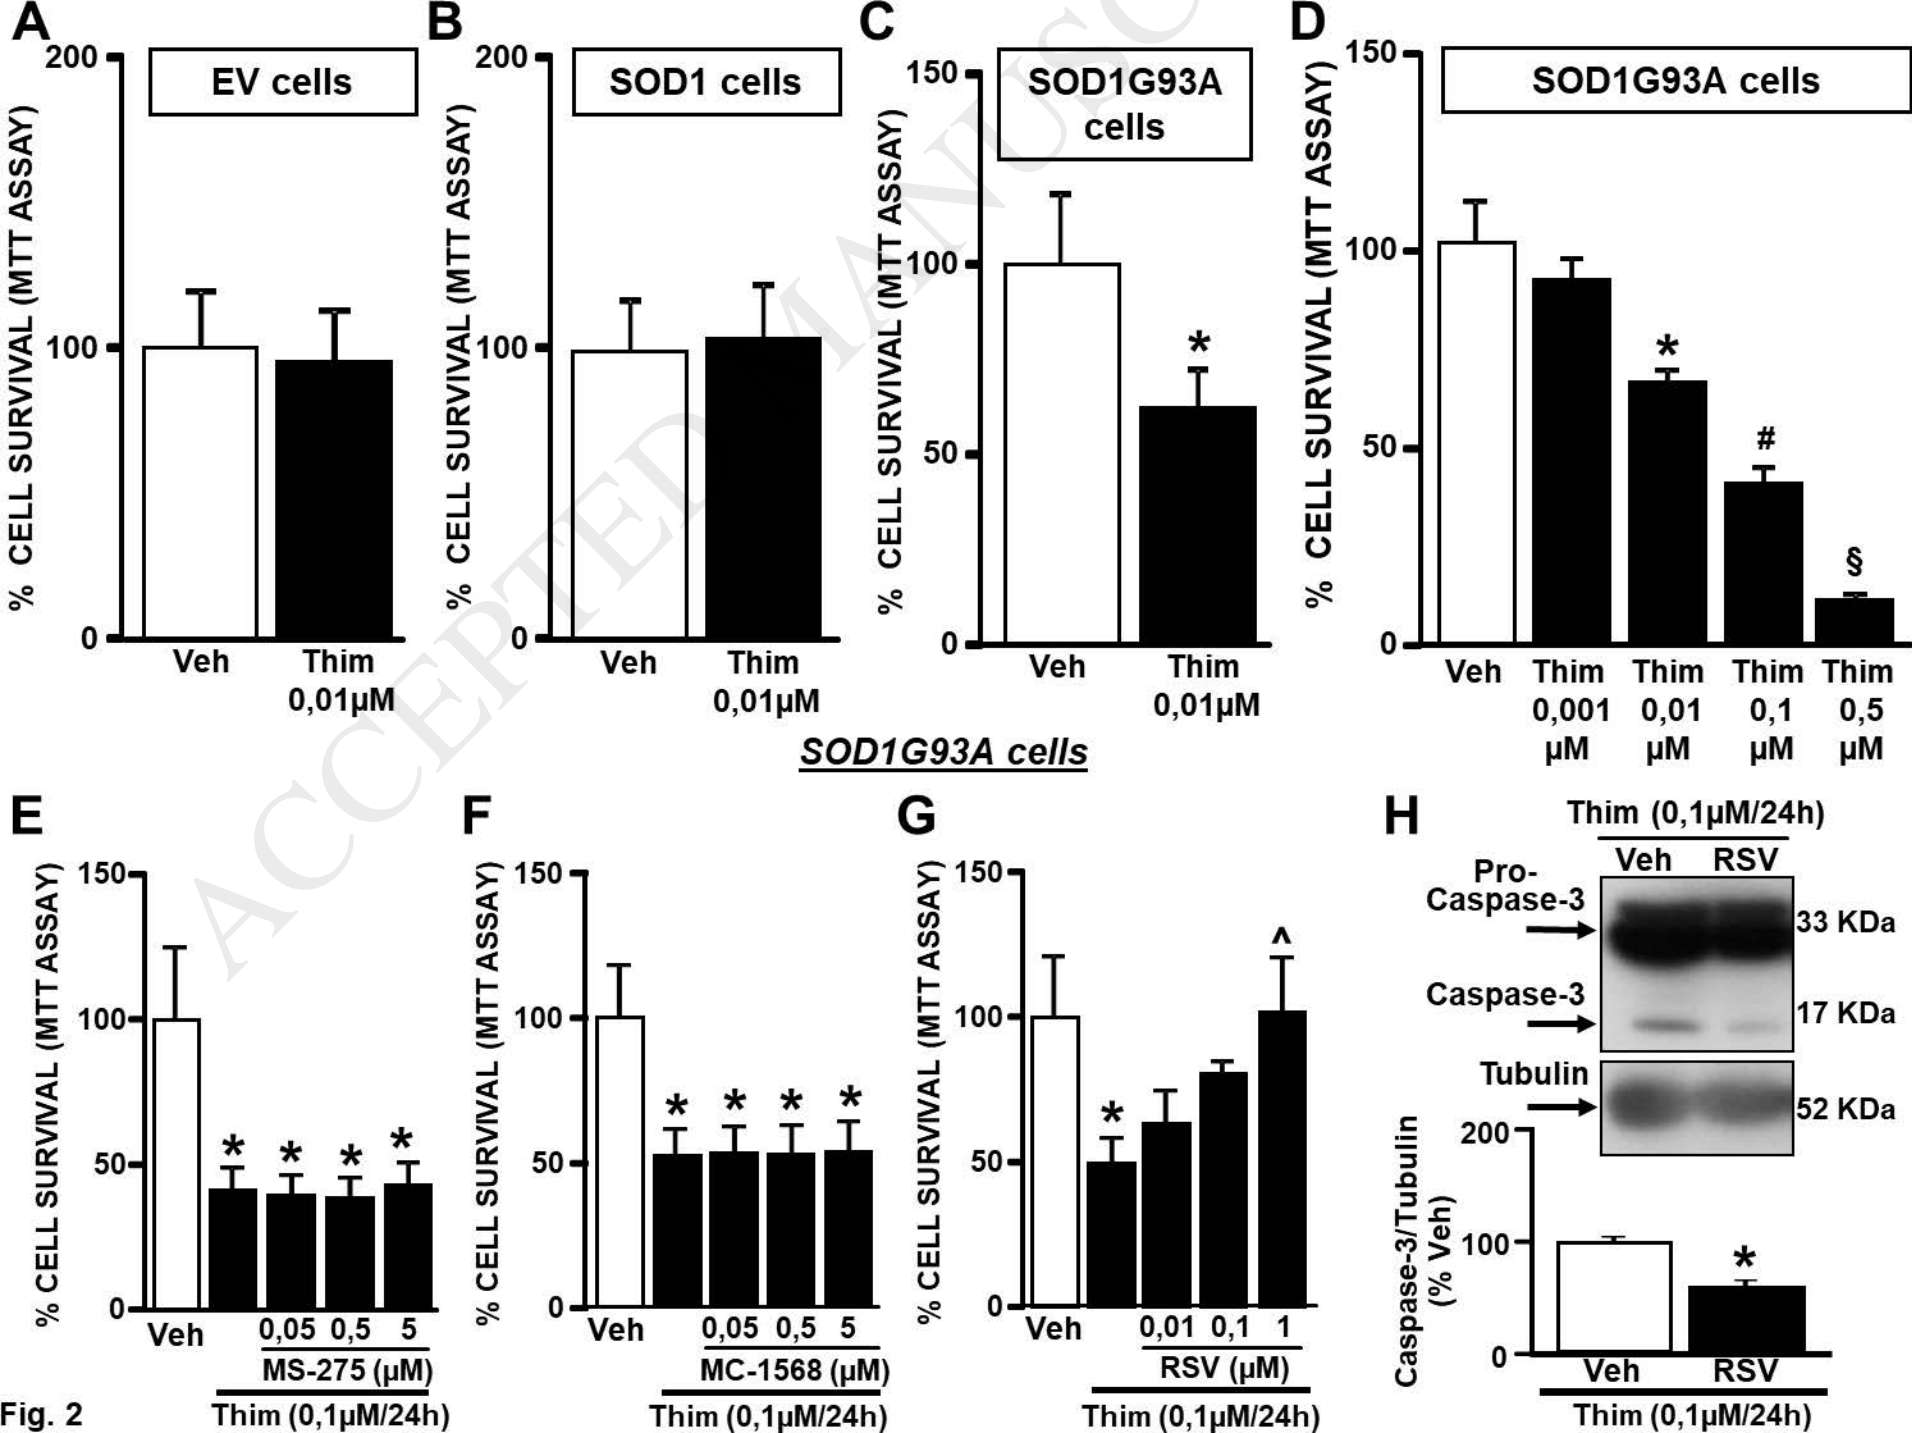 A
200
100
0
% CELL SURVIVAL (MTT ASSAY)
EV cells
Veh
Thim
0,01µM
B
200
100
0
% CELL SURVIVAL (MTT ASSAY)
SOD1 cells
Veh
Thim
0,01µM
C
150
100
50
0
% CELL SURVIVAL (MTT ASSAY)
SOD1G93A
cells
*
Veh
Thim
0,01µM
D
150
100
50
0
% CELL SURVIVAL (MTT ASSAY)
SOD1G93A cells
* # §
Veh Thim Thim Thim Thim
0,001 0,01 0,1 0,5
µM µM µM µM
ACCEPTED MANUSC
SOD1G93A cells
E
150
100
50
0
% CELL SURVIVAL (MTT ASSAY)
* * * *
Veh 0,05 0,5 5
MS-275 (µM)
Thim (0,1µM/24h)
F
150
100
50
0
% CELL SURVIVAL (MTT ASSAY)
* * * *
Veh 0,05 0,5 5
MC-1568 (µM)
Thim (0,1µM/24h)
G
150
100
50
0
% CELL SURVIVAL (MTT ASSAY)
* ^
Veh 0,01 0,1 1
RSV (µM)
Thim (0,1µM/24h)
H
Thim (0,1µM/24h)
Veh RSV
Pro-
Caspase-3
33 KDa
Caspase-3
17 KDa
Tubulin
52 KDa
Caspase-3/Tubulin
(% Veh)
200
100
0
*
Veh RSV
Thim (0,1µM/24h)
Fig. 2